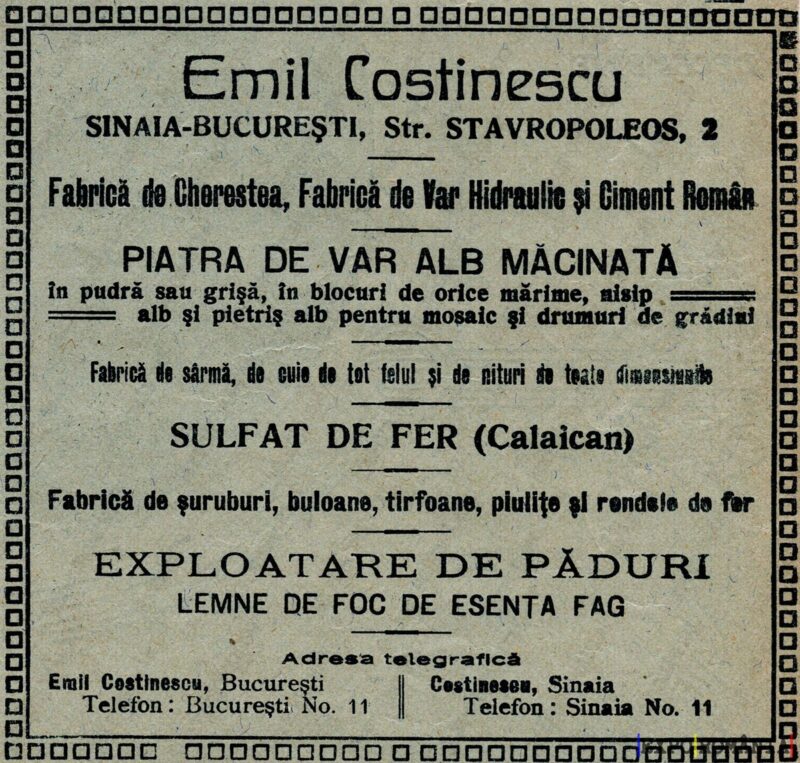 Emil Costinescu
SINAIA-BUCUREŞTI, Str. STAVROPOLEOS, 2
Fabrică de Cherestea, Fabrică de Var Hidraulic şi Ciment Român
PIATRA DE VAR ALB MĂCINATĂ
în pudră sau grişă, în blocuri de orice mărime, nisip
alb şi pietriş alb pentru mosaic şi drumuri de grădini
Fabrică de sârmă, de cuie de tot felul şi de nituri de toate dimensiunile
SULFAT DE FER (Calaican)
Fabrică de şuruburi, buloane, tirfoane, piuliţe şi rondele de fer
EXPLOATARE DE PĂDURI
LEMNE DE FOC DE ESENTA FAG
Adresa telegrafică
Emil Costinescu, Bucureşti
Telefon: Bucureşti No. 11
Costinescu, Sinaia
Telefon: Sinaia No. 11
EXPO ROMÂNIA